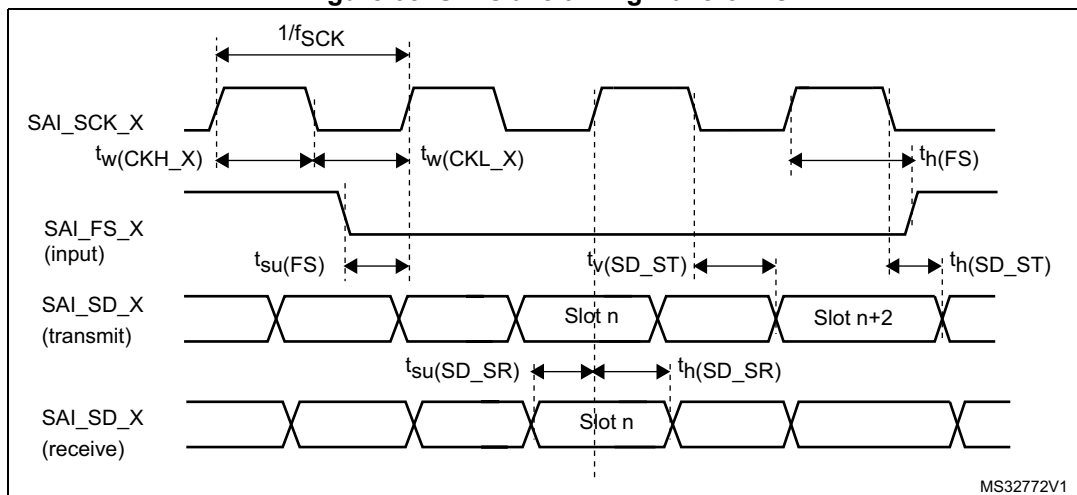 1/fSCK
SAI_SCK_X
tw(CKH_X)
tw(CKL_X)
th(FS)
SAI_FS_X
(input)
tsu(FS)
tv(SD_ST)
th(SD_ST)
SAI_SD_X
(transmit)
Slot n
Slot n+2
tsu(SD_SR)
th(SD_SR)
SAI_SD_X
(receive)
Slot n
MS32772V1